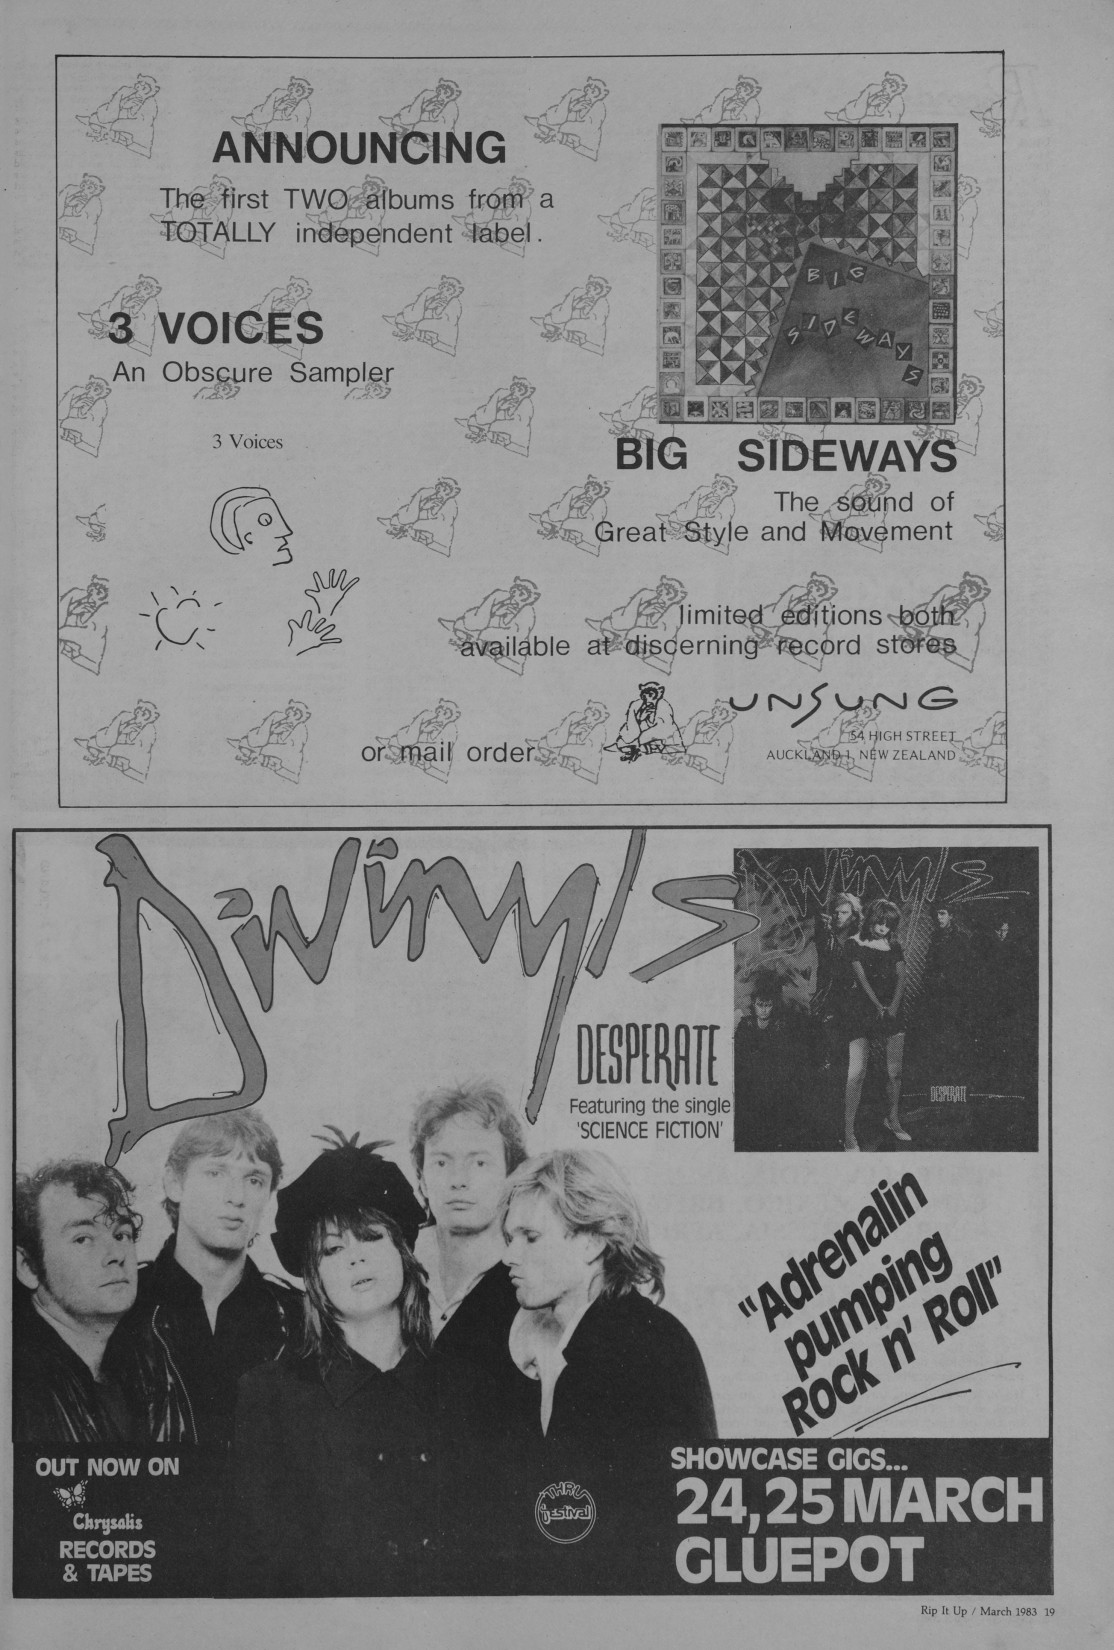 ANNOUNCING
The first TWO albums from a
TOTALLY independent label.
3 VOICES
An Obscure Sampler
3 Voices
BIG
SIDEWAYS
BIG SIDEWAYS
The sound of
Great Style and Movement
limited editions both
available at discerning record stores
or mail order
UNSUNG
54 HIGH STREET
AUCKLAND 1, NEW ZEALAND
Divinyls
Divinyls
DESPERATE
DESPERATE
Featuring the single
'SCIENCE FICTION'
"Adrenalin
pumping
Rock n' Roll"
OUT NOW ON
Chrysalis
RECORDS
& TAPES
THRU
Festival
SHOWCASE GIGS...
24, 25 MARCH
GLUEPOT
Rip It Up / March 1983 19